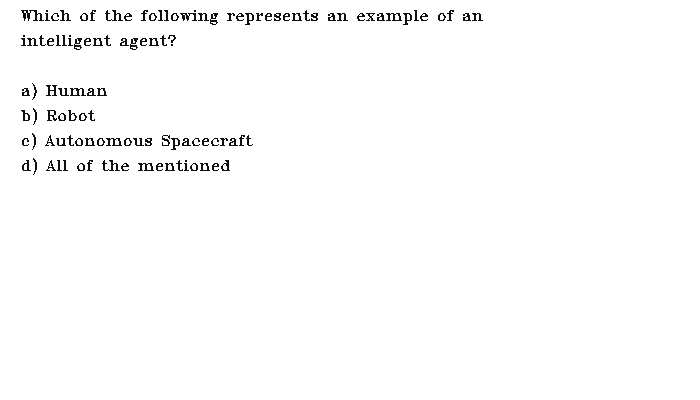 Which of the following represents an example of an
intelligent agent?
a) Human
b) Robot
c) Autonomous Spacecraft
d) All of the mentioned